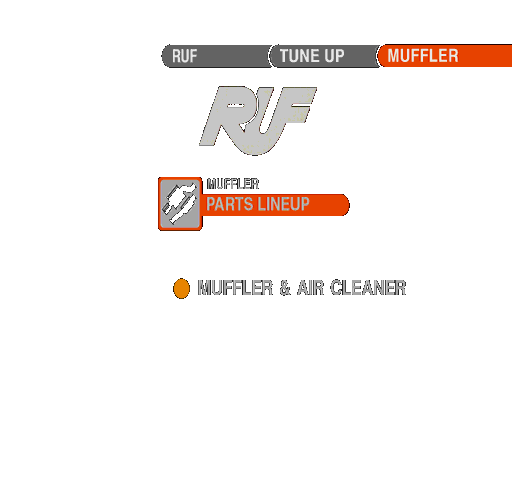 RUF TUNE UP MUFFLER
RUF
MUFFLER
PARTS LINEUP
MUFFLER & AIR CLEANER